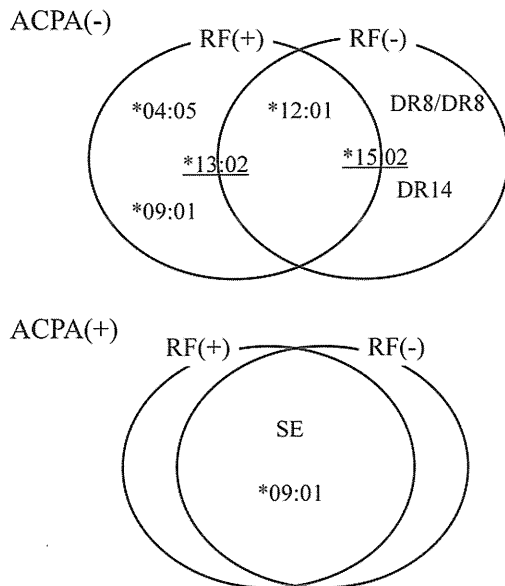 ACPA(-)
RF(+) RF(-)
*04:05 *12:01 DR8/DR8
*13:02 *15:02
*09:01 DR14
ACPA(+)
RF(+) RF(-)
SE
*09:01